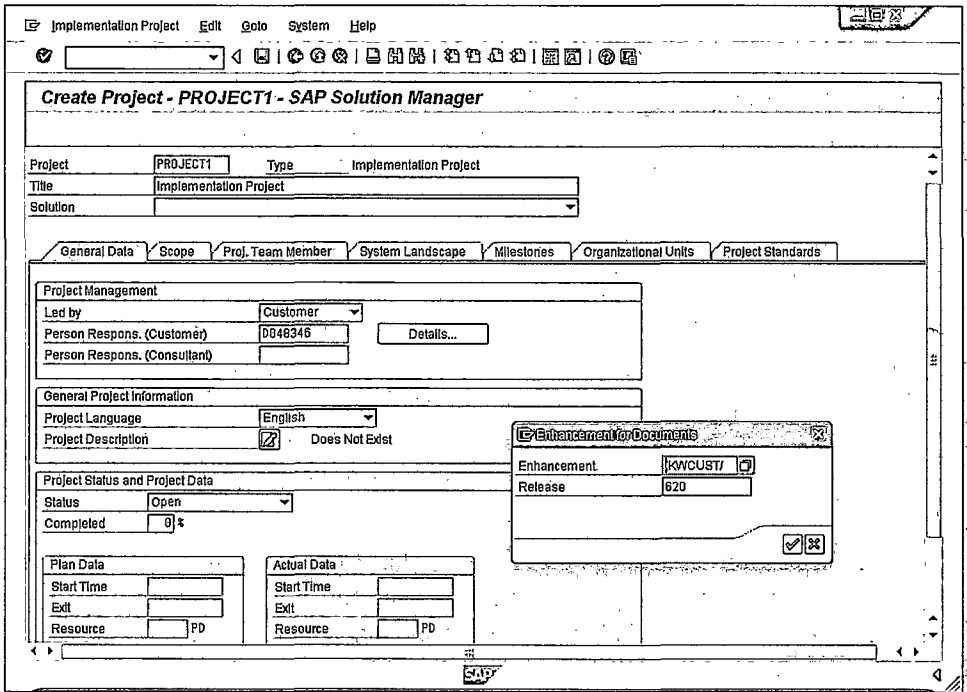 Implementation Project Edit Goto System Help
Create Project - PROJECT1 - SAP Solution Manager
Project PROJECT1 Type Implementation Project
Title Implementation Project
Solution
General Data Scope Proj. Team Member System Landscape Milestones Organizational Units Project Standards
Project Management
Led by Customer
Person Respons. (Customer) D048346 Details...
Person Respons. (Consultant)
General Project Information
Project Language English
Project Description Does Not Exist
Enhancement for Documents
Enhancement KWCUST/
Release 620
Project Status and Project Data
Status Open
Completed 0 %
Plan Data Actual Data
Start Time Start Time
Exit Exit
Resource PD Resource PD
SAP